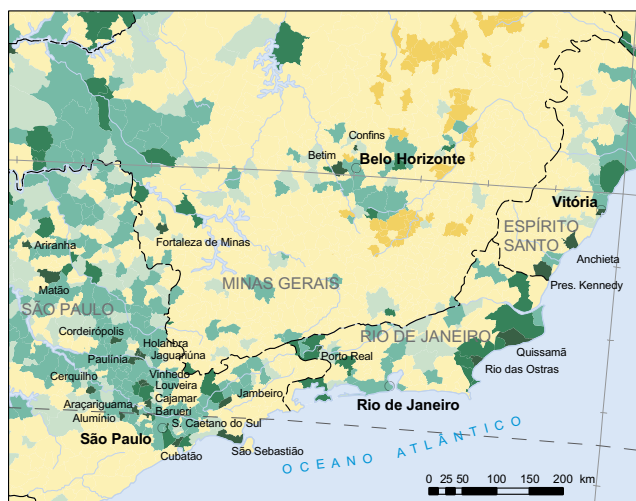 Confins
Betim
Belo Horizonte
Vitória
ESPÍRITO
SANTO
Ariranha
Fortaleza de Minas
Anchieta
MINAS GERAIS
Pres. Kennedy
Matão
SÃO PAULO
Cordeirópolis
RIO DE JANEIRO
Holambra
Jaguariúna
Porto Real
Quissamã
Paulínia
Rio das Ostras
Vinhedo
Cerquilho
Louveira
Jambeiro
Cajamar
Araçariguama
Barueri
Rio de Janeiro
Alumínio
S. Caetano do Sul
São Paulo
São Sebastião
Cubatão
OCEANO ATLÂNTICO
0 25 50 100 150 200
km